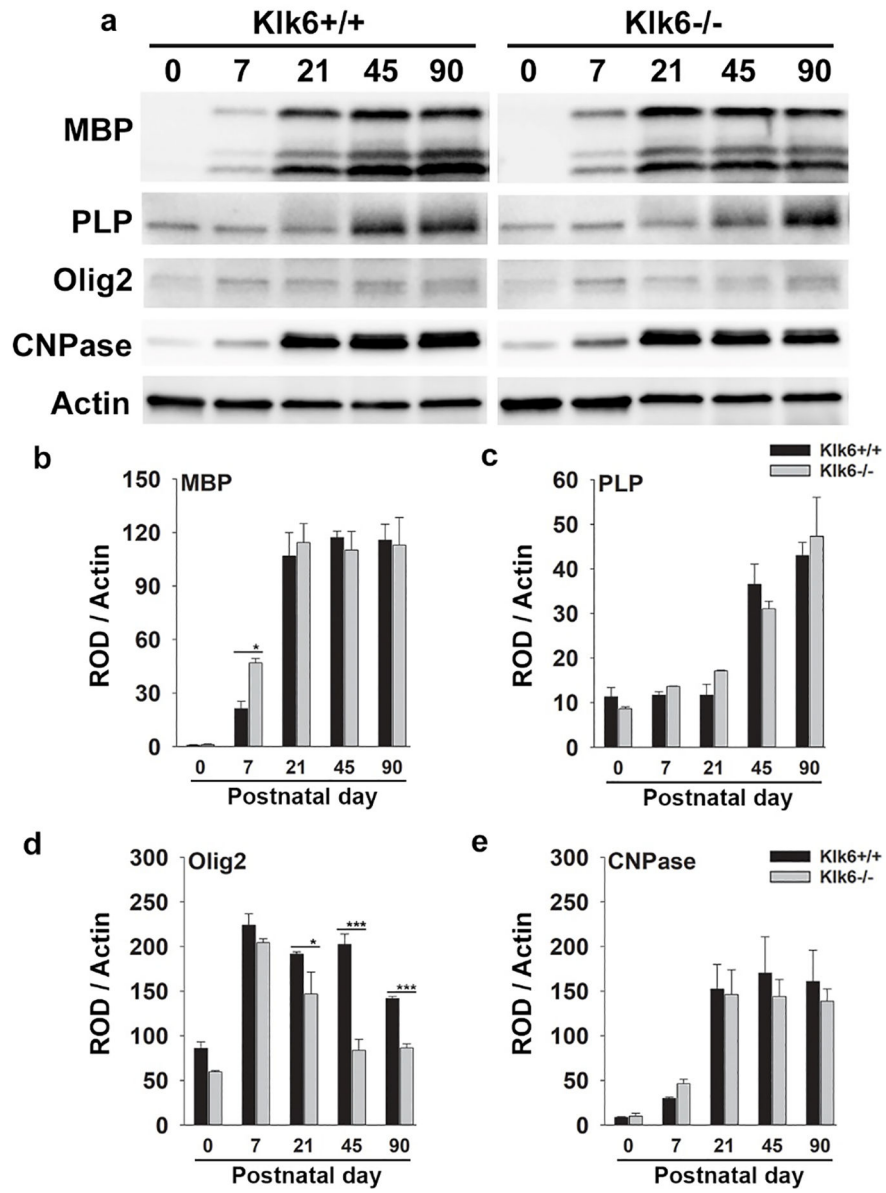 a
Klk6+/+ Klk6-/-
0 7 21 45 90 0 7 21 45 90
MBP
PLP
Olig2
CNPase
Actin
b
MBP
150
120
90
60
30
0
ROD / Actin
*
0 7 21 45 90
Postnatal day
c
PLP
Klk6+/+
Klk6-/-
60
50
40
30
20
10
0
ROD / Actin
0 7 21 45 90
Postnatal day
d
Olig2
300
250
200
150
100
50
0
ROD / Actin
* *** ***
0 7 21 45 90
Postnatal day
e
CNPase
Klk6+/+
Klk6-/-
300
250
200
150
100
50
0
ROD / Actin
0 7 21 45 90
Postnatal day